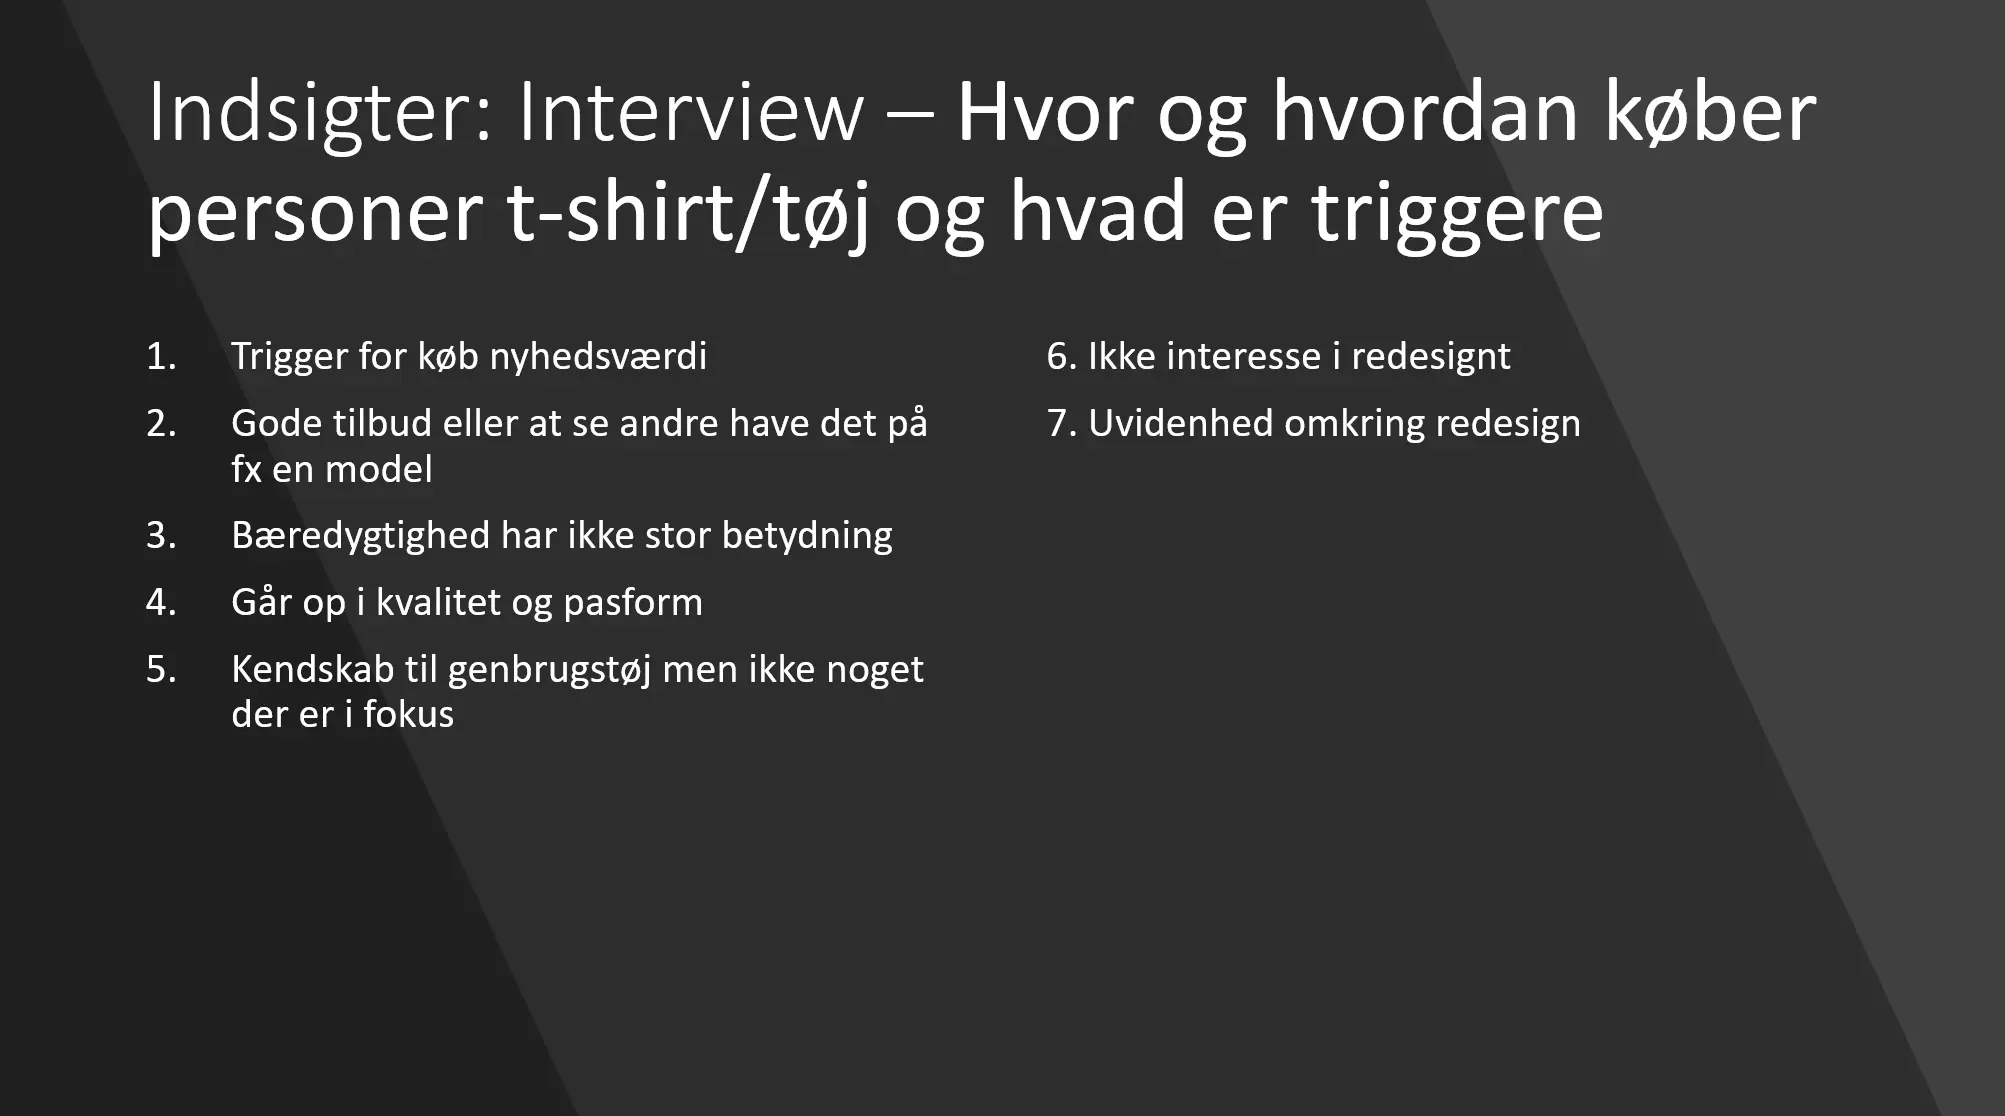 Indsigter: Interview – Hvor og hvordan køber
personer t-shirt/tøj og hvad er triggere
1. Trigger for køb nyhedsværdi
2. Gode tilbud eller at se andre have det på
fx en model
3. Bæredygtighed har ikke stor betydning
4. Går op i kvalitet og pasform
5. Kendskab til genbrugstøj men ikke noget
der er i fokus
6. Ikke interesse i redesignt
7. Uvidenhed omkring redesign